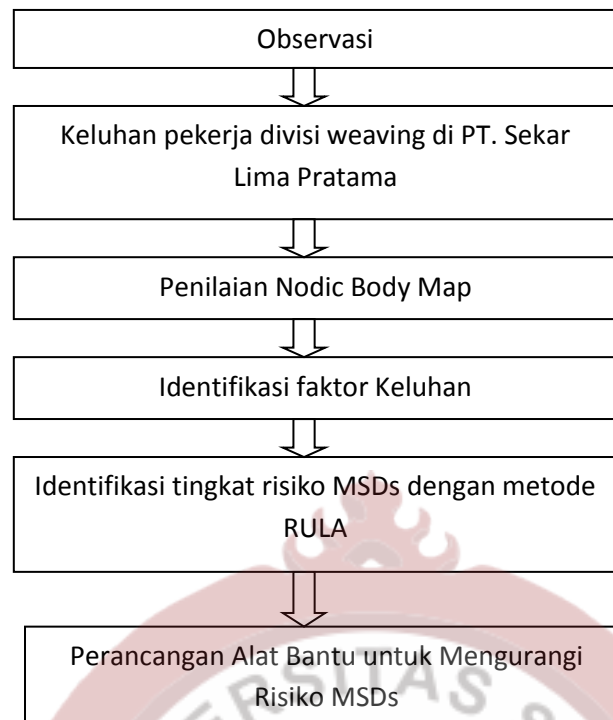 Observasi
Keluhan pekerja divisi weaving di PT. Sekar
Lima Pratama
Penilaian Nodic Body Map
Identifikasi faktor Keluhan
Identifikasi tingkat risiko MSDs dengan metode
RULA
Perancangan Alat Bantu untuk Mengurangi
Risiko MSDs